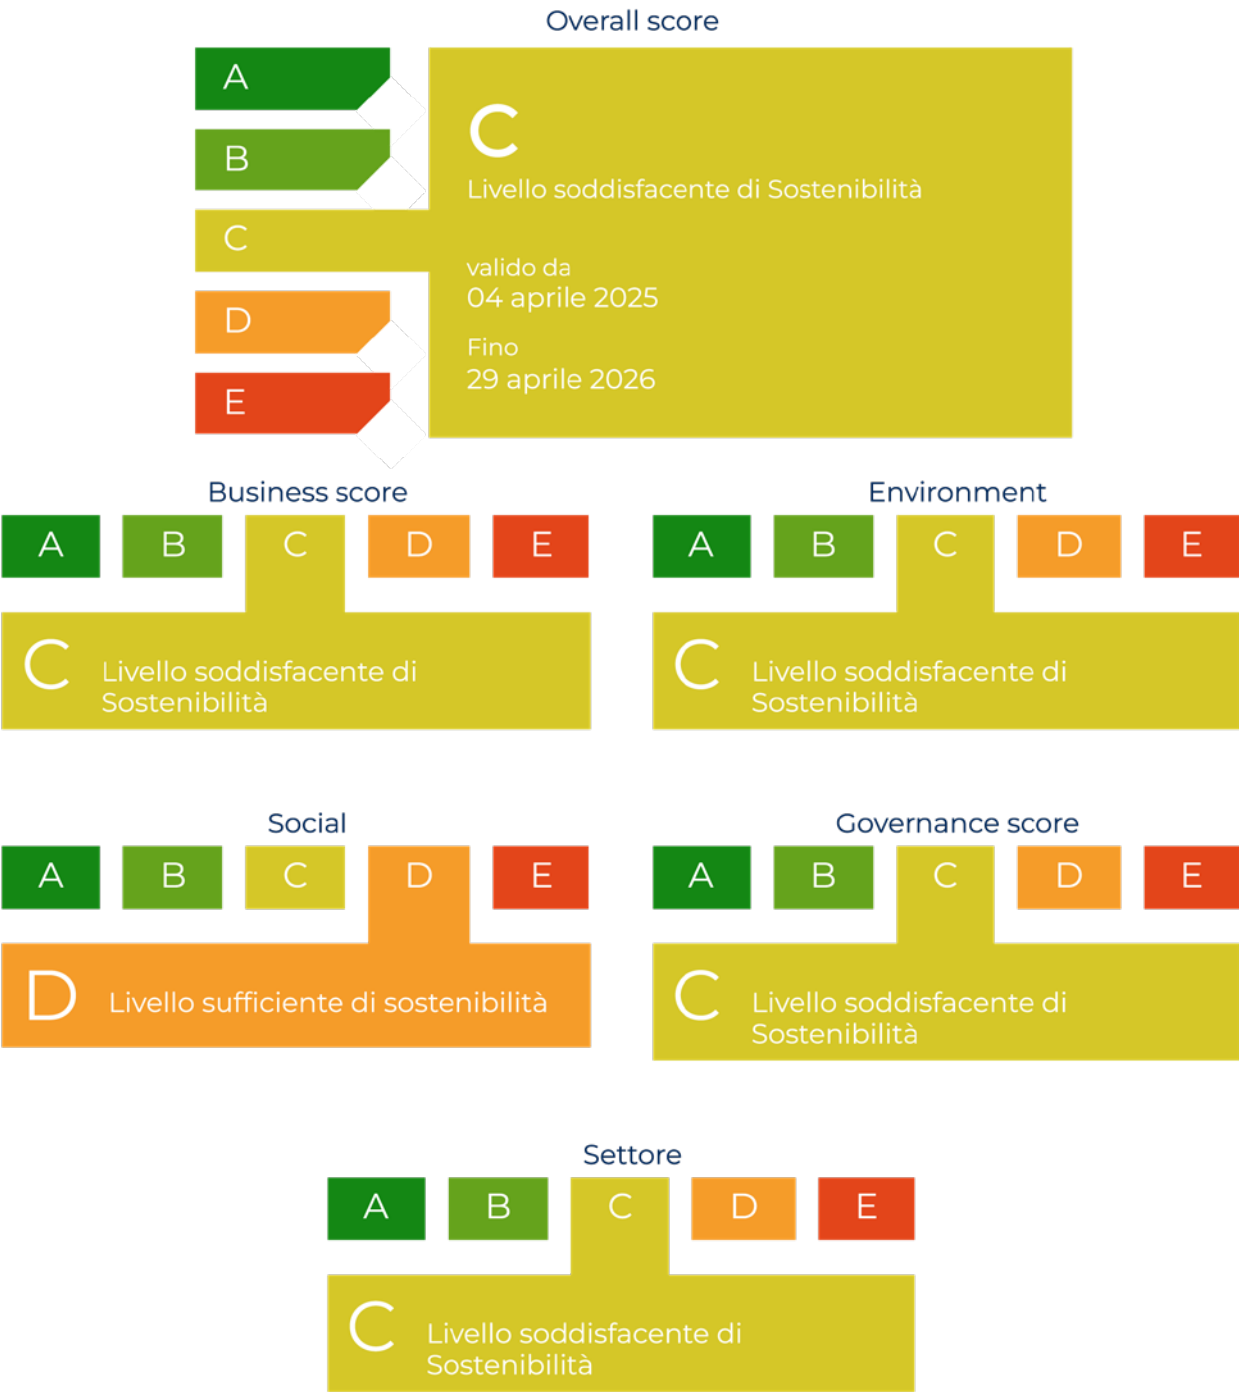 Overall score
A
B
C
D
E
C
Livello soddisfacente di Sostenibilità
valido da
04 aprile 2025
Fino
29 aprile 2026
Business score
A B C D E
C Livello soddisfacente di
Sostenibilità
Environment
A B C D E
C Livello soddisfacente di
Sostenibilità
Social
A B C D E
D Livello sufficiente di sostenibilità
Governance score
A B C D E
C Livello soddisfacente di
Sostenibilità
Settore
A B C D E
C Livello soddisfacente di
Sostenibilità